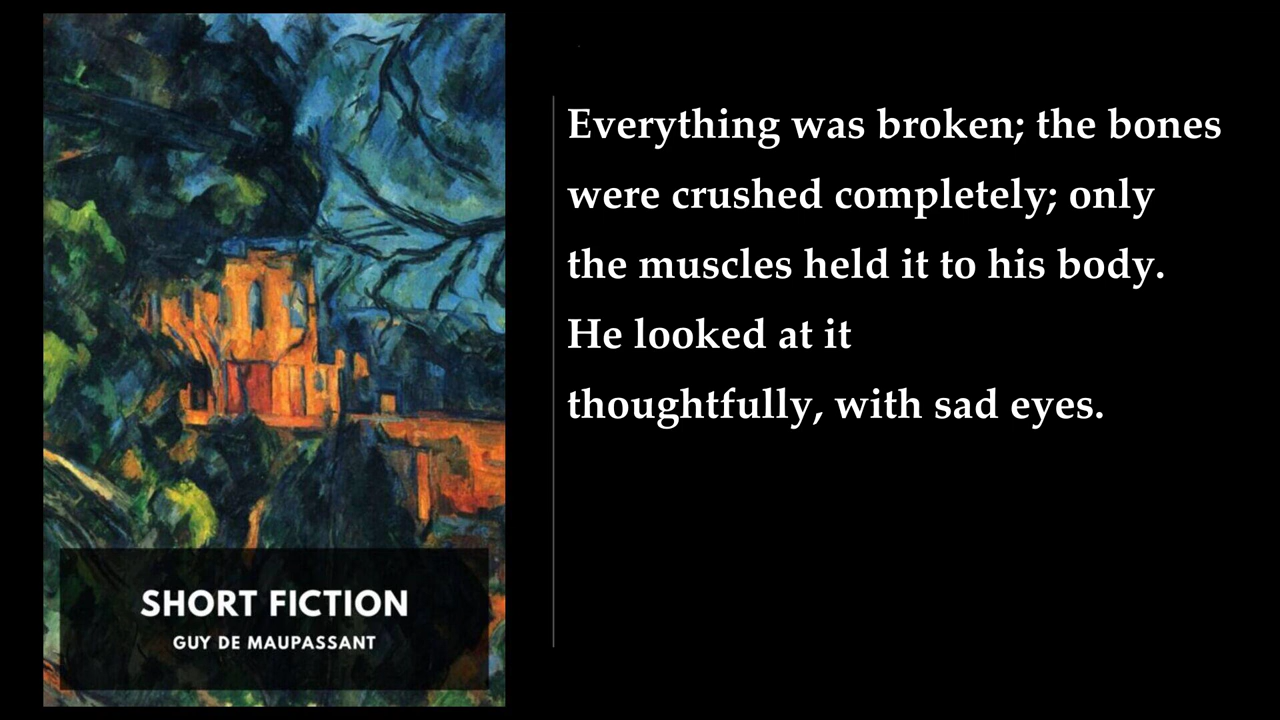 Everything was broken; the bones
were crushed completely; only
the muscles held it to his body.
He looked at it
thoughtfully, with sad eyes.
SHORT FICTION
GUY DE MAUPASSANT